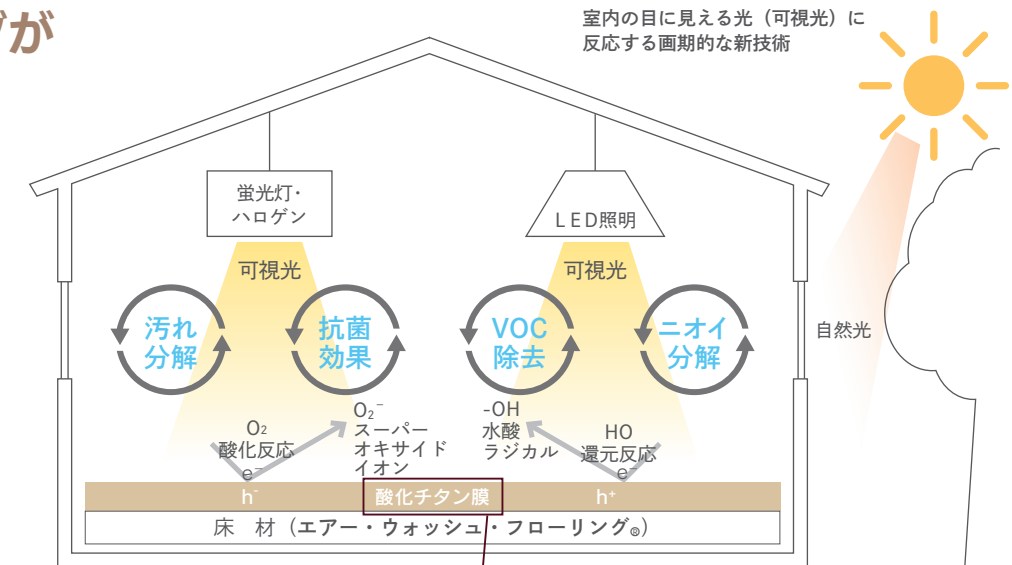 グが
室内の目に見える光（可視光）に
反応する画期的な新技術
蛍光灯・
ハロゲン
LED照明
可視光
可視光
汚れ
分解
抗菌
効果
VOC
除去
ニオイ
分解
自然光
O₂
酸化反応
e⁻
O₂⁻
スーパー
オキサイド
イオン
-OH
水酸
ラジカル
HO
還元反応
e⁻
h⁻
酸化チタン膜
h⁺
床　材（エアー・ウォッシュ・フローリング®）